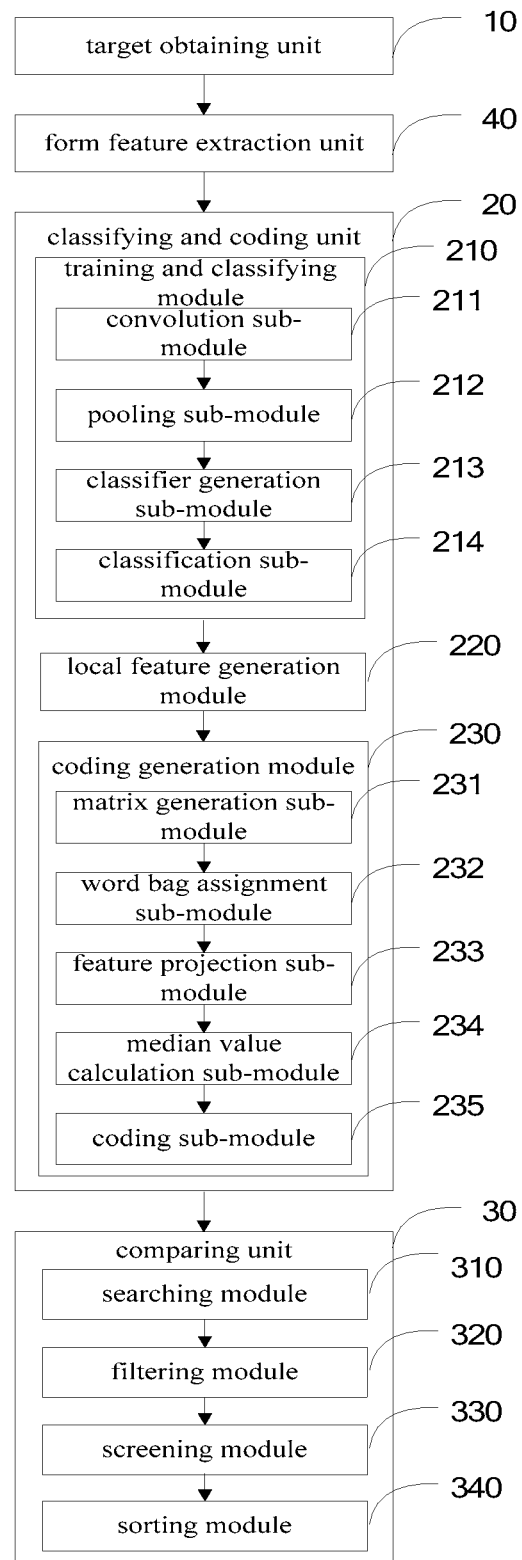 10
target obtaining unit
40
form feature extraction unit
20
classifying and coding unit
210
training and classifying
module
211
convolution sub-
module
212
pooling sub-module
213
classifier generation
sub-module
214
classification sub-
module
220
local feature generation
module
230
coding generation module
231
matrix generation sub-
module
232
word bag assignment
sub-module
233
feature projection sub-
module
234
median value
calculation sub-module
235
coding sub-module
30
comparing unit
310
searching module
320
filtering module
330
screening module
340
sorting module